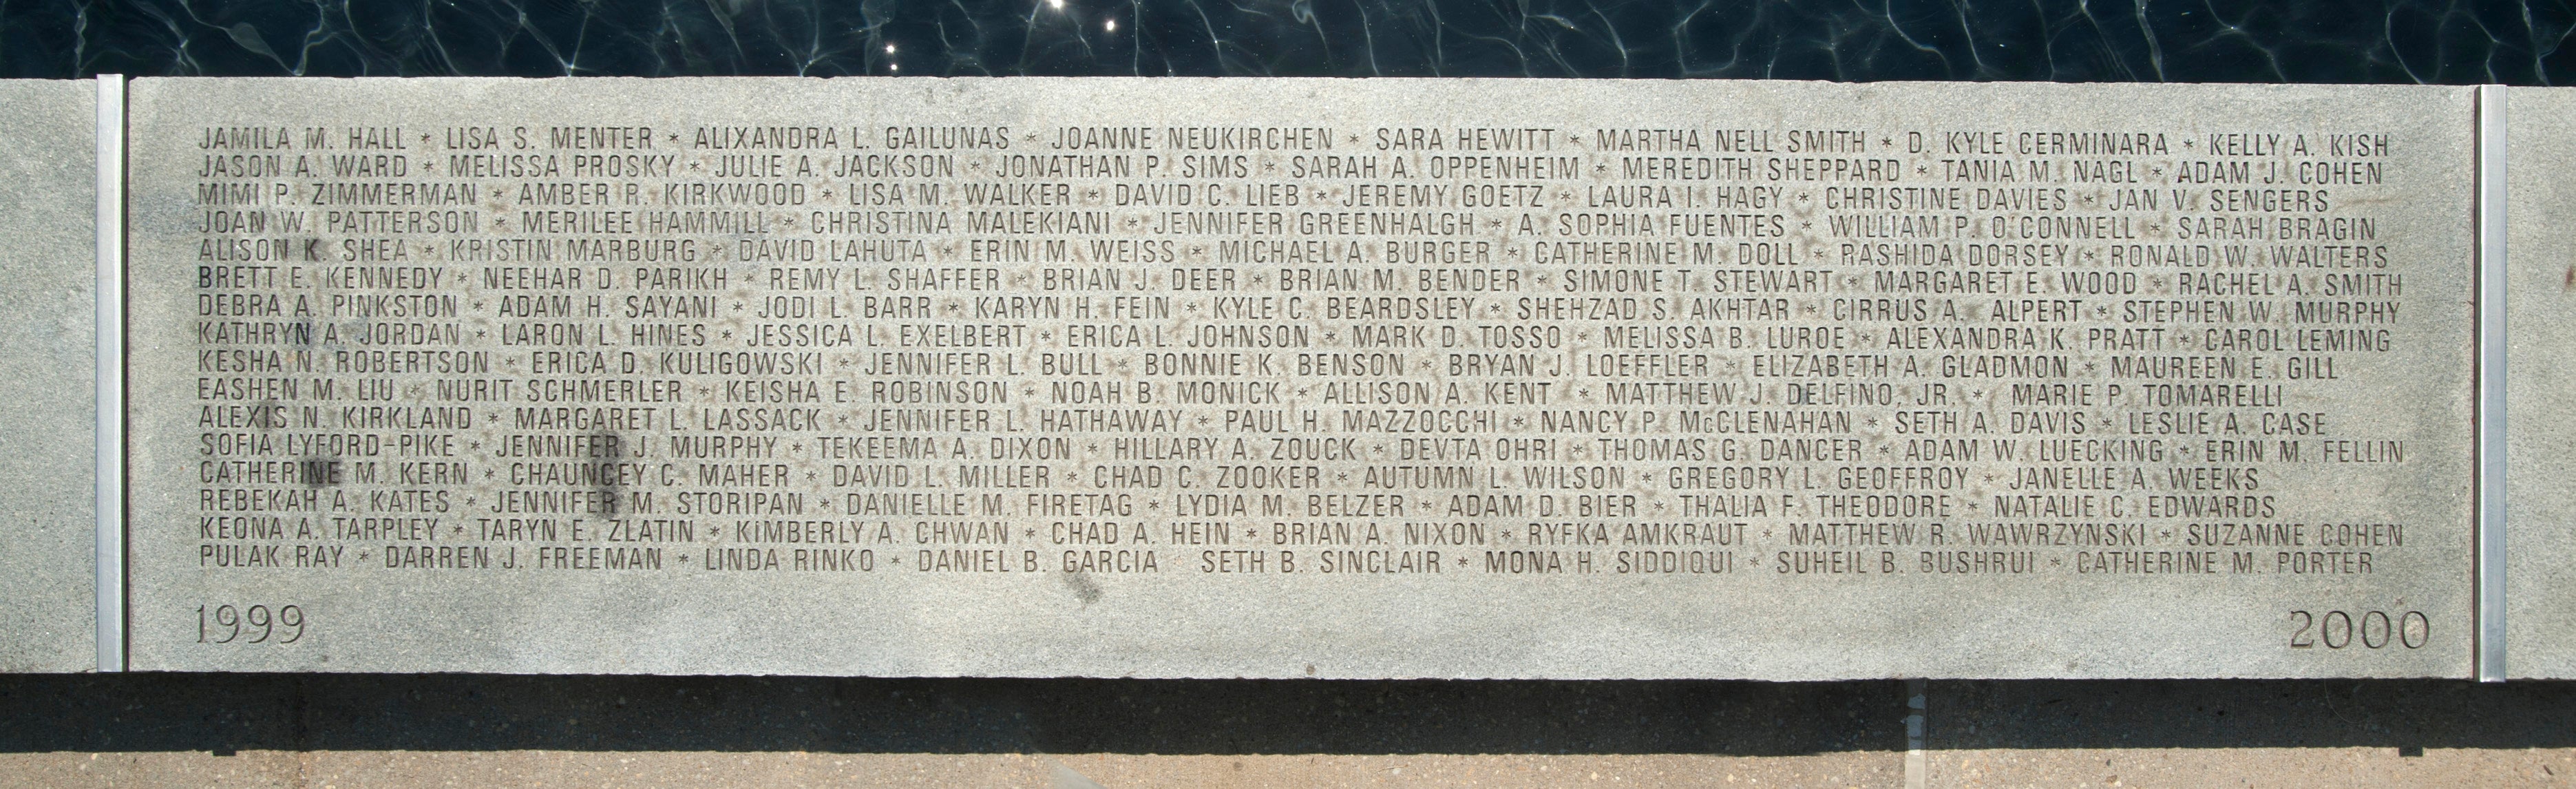 JAMILA M. HALL * LISA S. MENTER * ALIXANDRA L. GAILUNAS * JOANNE NEUKIRCHEN * SARA HEWITT * MARTHA NELL SMITH * D. KYLE CERMINARA * KELLY A. KISH
JASON A. WARD * MELISSA PROSKY * JULIE A. JACKSON * JONATHAN P. SIMS * SARAH A. OPPENHEIM * MEREDITH SHEPPARD * TANIA M. NAGL * ADAM J. COHEN
MIMI P. ZIMMERMAN * AMBER R. KIRKWOOD * LISA M. WALKER * DAVID C. LIEB * JEREMY GOETZ * LAURA I. HAGY * CHRISTINE DAVIES * JAN V. SENGERS
JOAN W. PATTERSON * MERILEE HAMMILL * CHRISTINA MALEKIANI * JENNIFER GREENHALGH * A. SOPHIA FUENTES * WILLIAM P. O'CONNELL * SARAH BRAGIN
ALISON K. SHEA * KRISTIN MARBURG * DAVID LAHUTA * ERIN M. WEISS * MICHAEL A. BURGER * CATHERINE M. DOLL * RASHIDA DORSEY * RONALD W. WALTERS
BRETT E. KENNEDY * NEEHAR D. PARIKH * REMY L. SHAFFER * BRIAN J. DEER * BRIAN M. BENDER * SIMONE T. STEWART * MARGARET E. WOOD * RACHEL A. SMITH
DEBRA A. PINKSTON * ADAM H. SAYANI * JODI L. BARR * KARYN H. FEIN * KYLE C. BEARDSLEY * SHEHZAD S. AKHTAR * CIRRUS A. ALPERT * STEPHEN W. MURPHY
KATHRYN A. JORDAN * LARON L. HINES * JESSICA L. EXELBERT * ERICA L. JOHNSON * MARK D. TOSSO * MELISSA B. LUROE * ALEXANDRA K. PRATT * CAROL LEMING
KESHA N. ROBERTSON * ERICA D. KULIGOWSKI * JENNIFER L. BULL * BONNIE K. BENSON * BRYAN J. LOEFFLER * ELIZABETH A. GLADMON * MAUREEN E. GILL
EASHEN M. LIU * NURIT SCHMERLER * KEISHA E. ROBINSON * NOAH B. MONICK * ALLISON A. KENT * MATTHEW J. DELFINO, JR. * MARIE P. TOMARELLI
ALEXIS N. KIRKLAND * MARGARET L. LASSACK * JENNIFER L. HATHAWAY * PAUL H. MAZZOCCHI * NANCY P. McCLENAHAN * SETH A. DAVIS * LESLIE A. CASE
SOFIA LYFORD-PIKE * JENNIFER J. MURPHY * TEKEEMA A. DIXON * HILLARY A. ZOUCK * DEVTA OHRI * THOMAS G. DANCER * ADAM W. LUECKING * ERIN M. FELLIN
CATHERINE M. KERN * CHAUNCEY C. MAHER * DAVID L. MILLER * CHAD C. ZOOKER * AUTUMN L. WILSON * GREGORY L. GEOFFROY * JANELLE A. WEEKS
REBEKAH A. KATES * JENNIFER M. STORIPAN * DANIELLE M. FIRETAG * LYDIA M. BELZER * ADAM D. BIER * THALIA F. THEODORE * NATALIE C. EDWARDS
KEONA A. TARPLEY * TARYN E. ZLATIN * KIMBERLY A. CHWAN * CHAD A. HEIN * BRIAN A. NIXON * RYFKA AMKRAUT * MATTHEW R. WAWRZYNSKI * SUZANNE COHEN
PULAK RAY * DARREN J. FREEMAN * LINDA RINKO * DANIEL B. GARCIA SETH B. SINCLAIR * MONA H. SIDDIQUI * SUHEIL B. BUSHRUI * CATHERINE M. PORTER
1999 2000